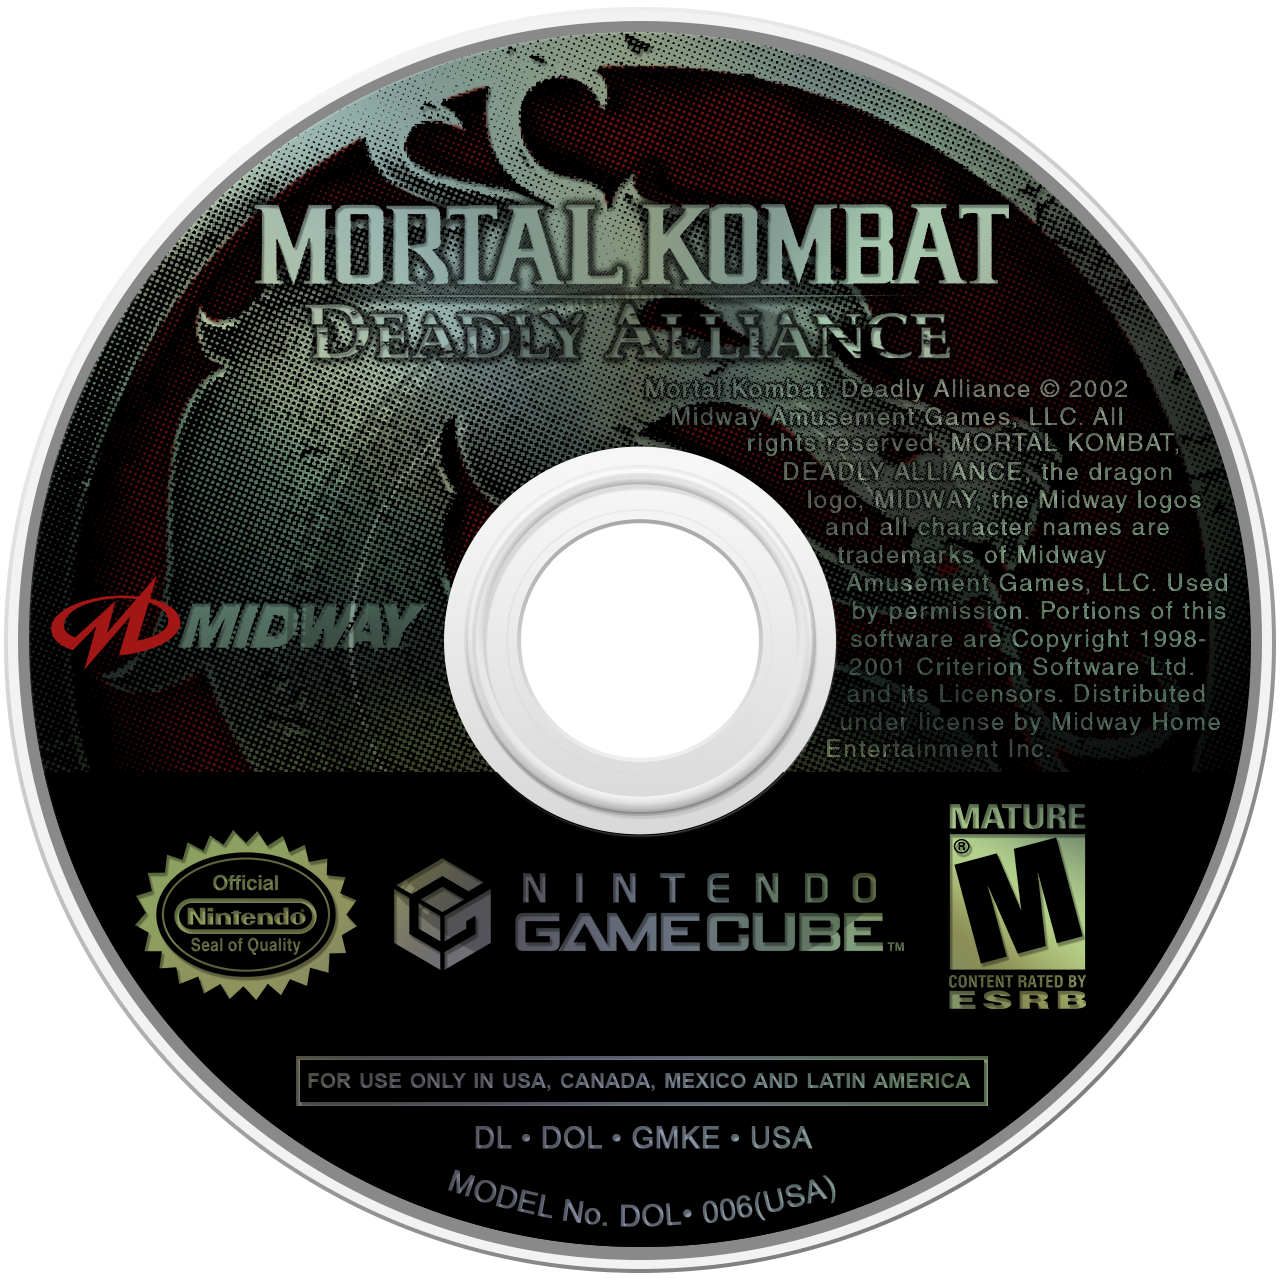 MORTAL KOMBAT
DEADLY ALLIANCE
Mortal Kombat: Deadly Alliance © 2002
Midway Amusement Games, LLC. All
rights reserved. MORTAL KOMBAT,
DEADLY ALLIANCE, the dragon
logo, MIDWAY, the Midway logos
and all character names are
trademarks of Midway
Amusement Games, LLC. Used
by permission. Portions of this
software are Copyright 1998-
2001 Criterion Software Ltd.
and its Licensors. Distributed
under license by Midway Home
Entertainment Inc.
MIDWAY
Official
Nintendo®
Seal of Quality
NINTENDO
GAMECUBE™
MATURE
®
M
CONTENT RATED BY
ESRB
FOR USE ONLY IN USA, CANADA, MEXICO AND LATIN AMERICA
DL • DOL • GMKE • USA
MODEL No. DOL• 006(USA)